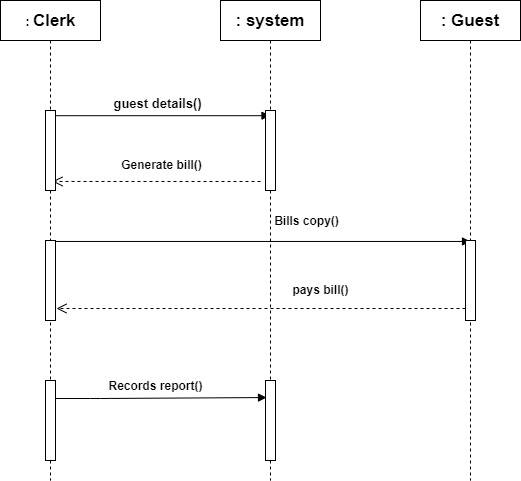 : Clerk
: system
: Guest
guest details()
Generate bill()
Bills copy()
pays bill()
Records report()